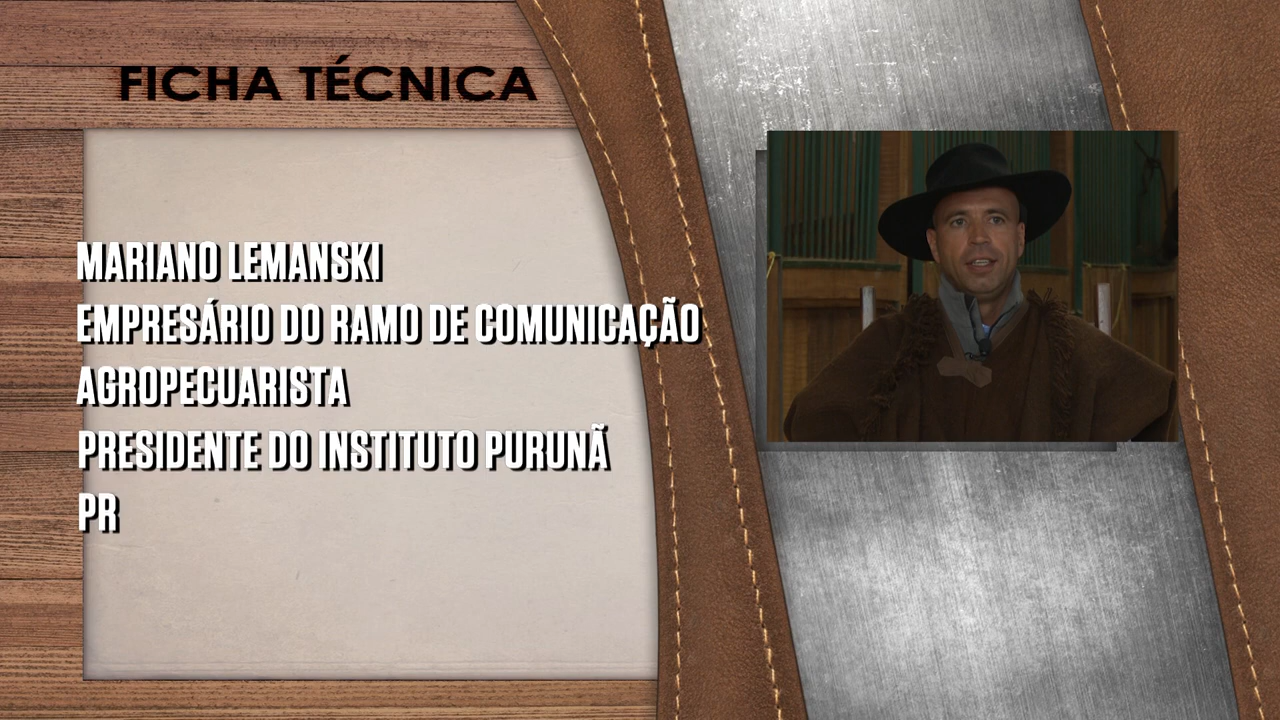 FICHA TÉCNICA
MARIANO LEMANSKI
EMPRESÁRIO DO RAMO DE COMUNICAÇÃO
AGROPECUARISTA
PRESIDENTE DO INSTITUTO PURUNÃ
PR